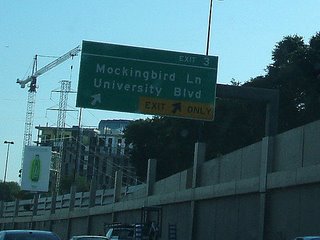 EXIT 3
Mockingbird Ln
University Blvd
EXIT ONLY